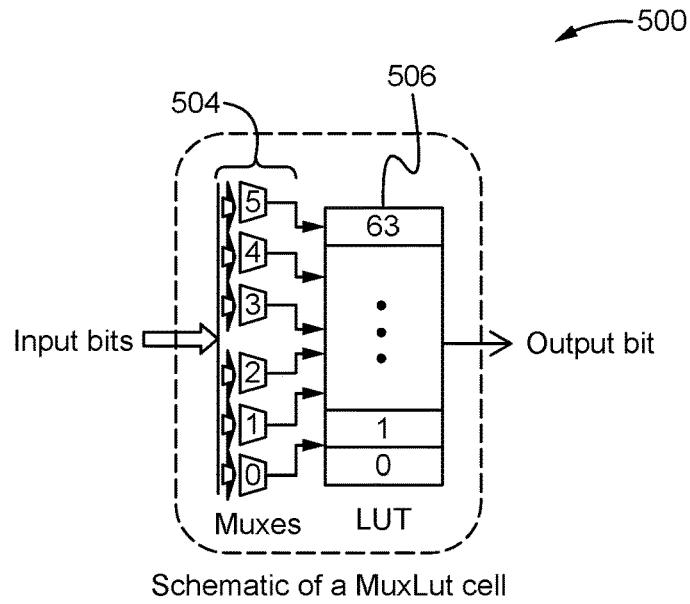 500
504
506
5
4
3
2
1
0
63
1
0
Input bits
Output bit
Muxes
LUT
Schematic of a MuxLut cell